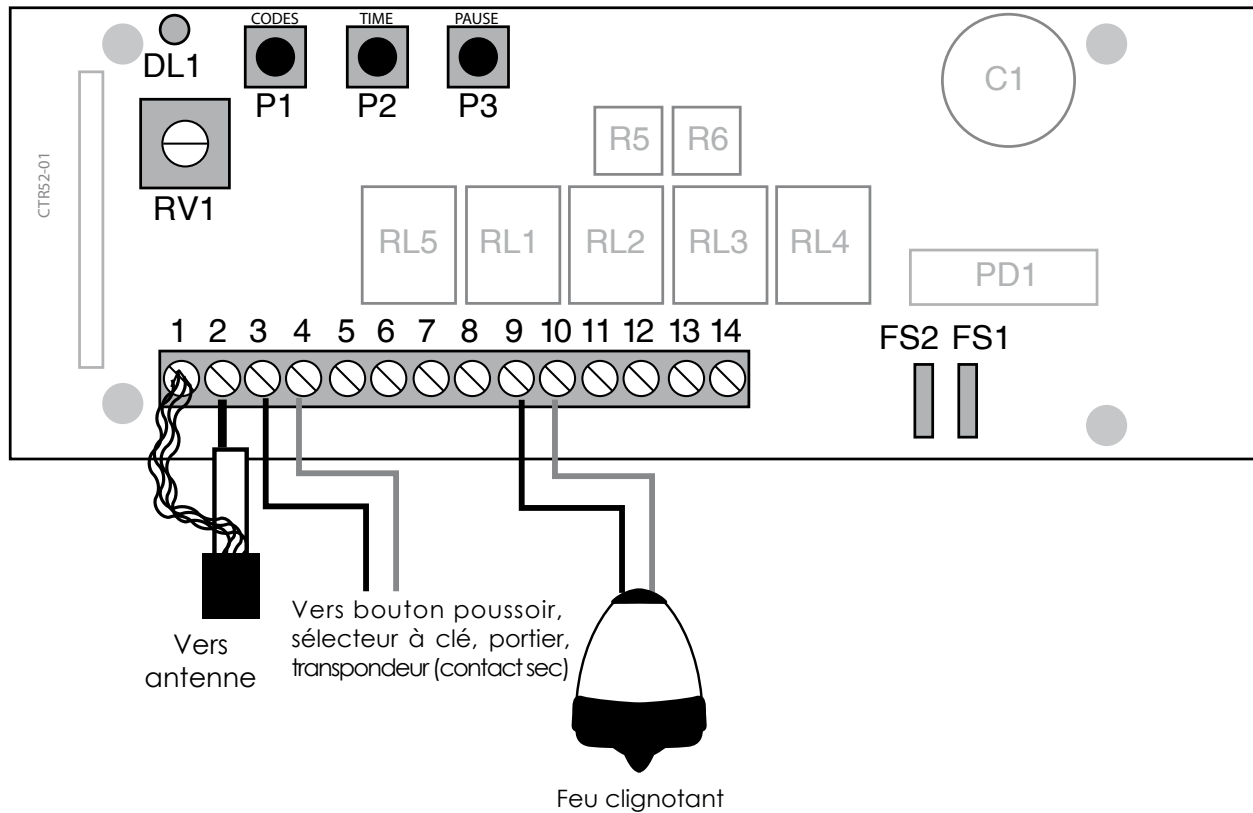 CODES TIME PAUSE
DL1
P1 P2 P3
C1
CTR52-01
R5 R6
RV1
RL5 RL1 RL2 RL3 RL4
PD1
1 2 3 4 5 6 7 8 9 10 11 12 13 14
FS2 FS1
Vers bouton poussoir,
sélecteur à clé, portier,
transpondeur (contact sec)
Vers
antenne
Feu clignotant